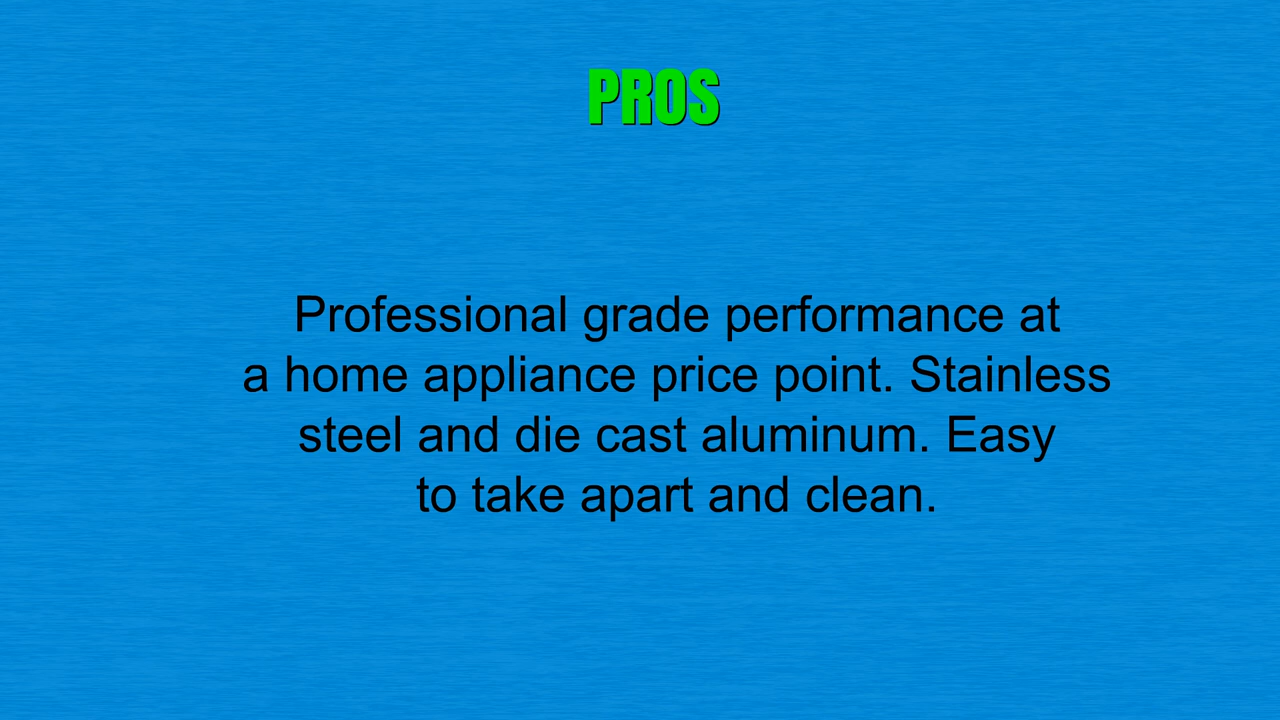 PROS
Professional grade performance at
a home appliance price point. Stainless
steel and die cast aluminum. Easy
to take apart and clean.